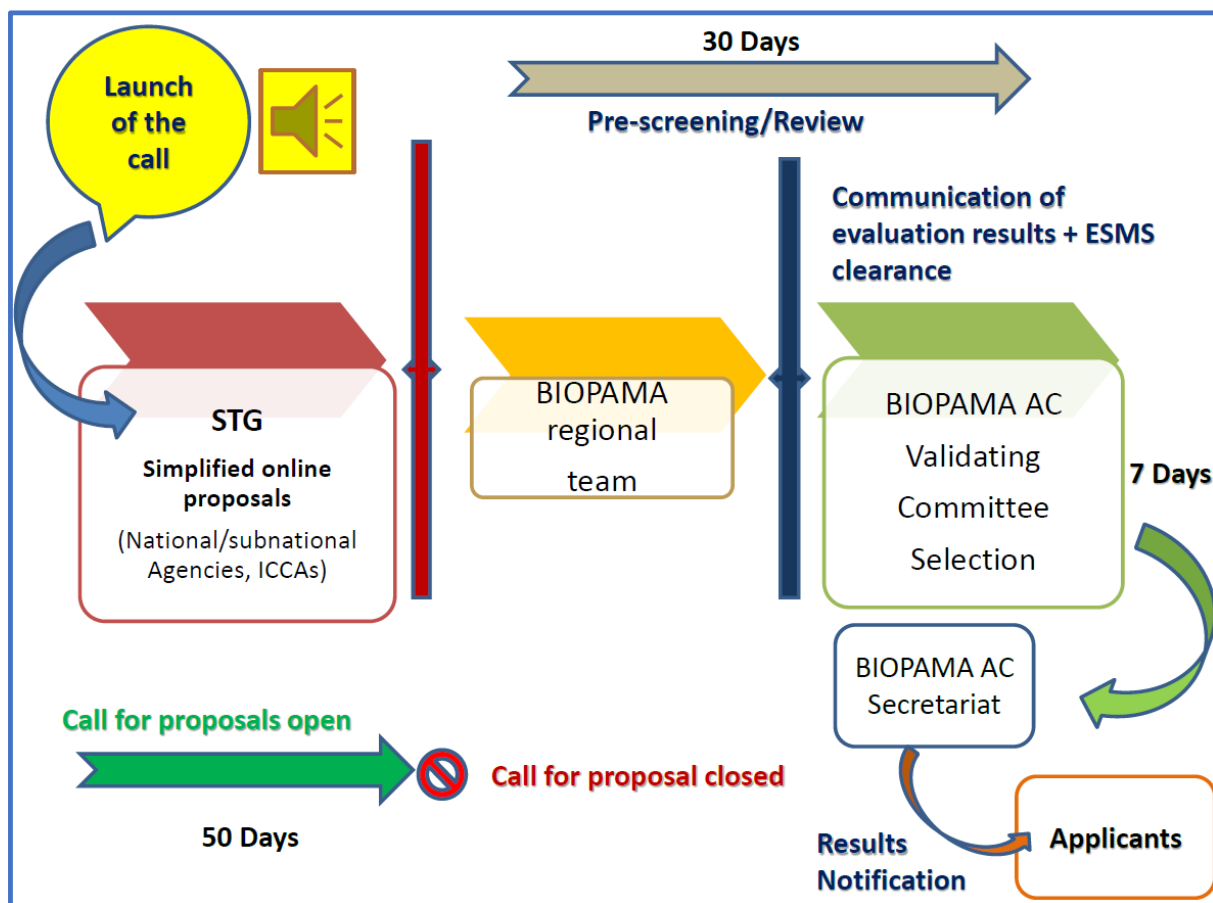 Launch
of the
call
30 Days
Pre-screening/Review
Communication of
evaluation results + ESMS
clearance
STG
Simplified online
proposals
(National/subnational
Agencies, ICCAs)
BIOPAMA
regional
team
BIOPAMA AC
Validating
Committee
Selection
7 Days
BIOPAMA AC
Secretariat
Call for proposals open
Call for proposal closed
50 Days
Results
Notification
Applicants